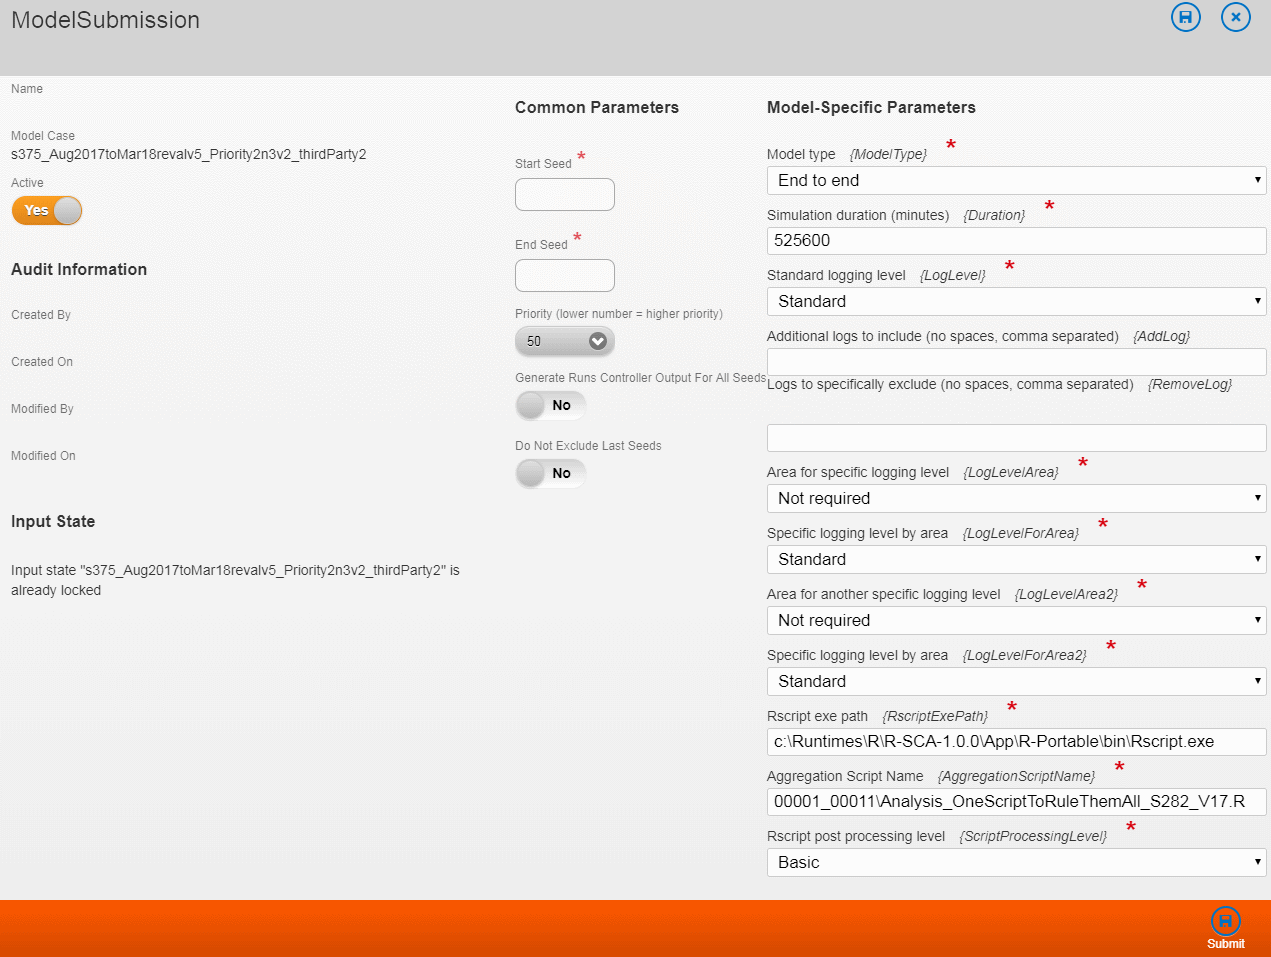 ModelSubmission
Name
Model Case
s375_Aug2017toMar18revalv5_Priority2n3v2_thirdParty2
Active
Yes
Audit Information
Created By
Created On
Modified By
Modified On
Input State
Input state "s375_Aug2017toMar18revalv5_Priority2n3v2_thirdParty2" is
already locked
Common Parameters
Start Seed *
End Seed *
Priority (lower number = higher priority)
50
Generate Runs Controller Output For All Seeds
No
Do Not Exclude Last Seeds
No
Model-Specific Parameters
Model type {ModelType} *
End to end
Simulation duration (minutes) {Duration} *
525600
Standard logging level {LogLevel} *
Standard
Additional logs to include (no spaces, comma separated) {AddLog}
Logs to specifically exclude (no spaces, comma separated) {RemoveLog}
Area for specific logging level {LogLevelArea} *
Not required
Specific logging level by area {LogLevelForArea} *
Standard
Area for another specific logging level {LogLevelArea2} *
Not required
Specific logging level by area {LogLevelForArea2} *
Standard
Rscript exe path {RscriptExePath} *
c:\Runtimes\R\R-SCA-1.0.0\App\R-Portable\bin\Rscript.exe
Aggregation Script Name {AggregationScriptName} *
00001_00011\Analysis_OneScriptToRuleThemAll_S282_V17.R
Rscript post processing level {ScriptProcessingLevel} *
Basic
Submit